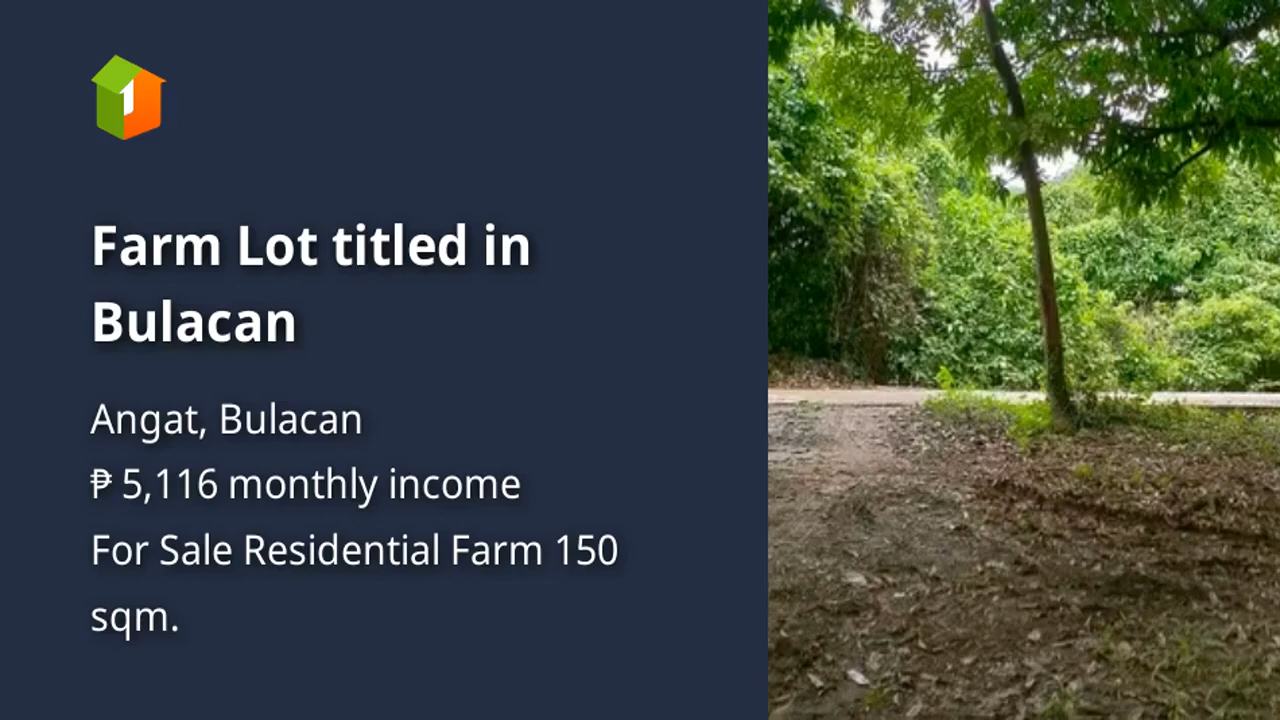 Farm Lot titled in
Bulacan
Angat, Bulacan
₱ 5,116 monthly income
For Sale Residential Farm 150
sqm.